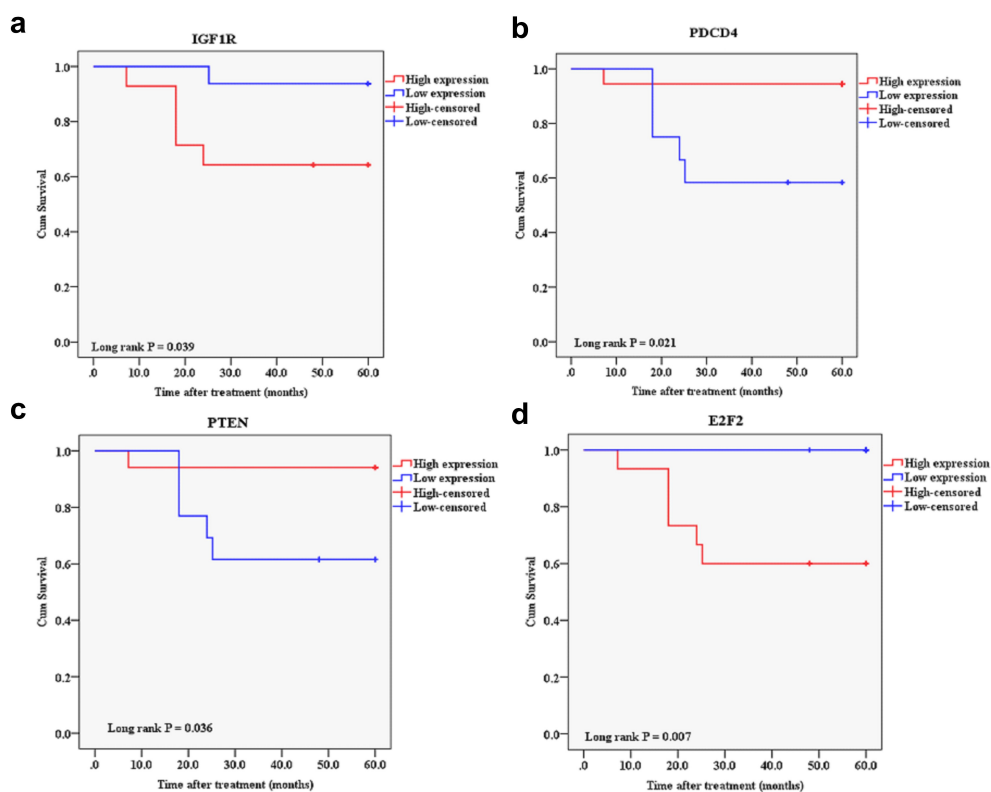 a
IGF1R
1.0
0.8
0.6
0.4
0.2
0.0
Cum Survival
Long rank P = 0.039
.0 10.0 20.0 30.0 40.0 50.0 60.0
Time after treatment (months)
High expression
Low expression
High-censored
Low-censored
b
PDCD4
1.0
0.8
0.6
0.4
0.2
0.0
Cum Survival
Long rank P = 0.021
.0 10.0 20.0 30.0 40.0 50.0 60.0
Time after treatment (months)
High expression
Low expression
High-censored
Low-censored
c
PTEN
1.0
0.8
0.6
0.4
0.2
0.0
Cum Survival
Long rank P = 0.036
.0 10.0 20.0 30.0 40.0 50.0 60.0
Time after treatment (months)
High expression
Low expression
High-censored
Low-censored
d
E2F2
1.0
0.8
0.6
0.4
0.2
0.0
Cum Survival
Long rank P = 0.007
.0 10.0 20.0 30.0 40.0 50.0 60.0
Time after treatment (months)
High expression
Low expression
High-censored
Low-censored